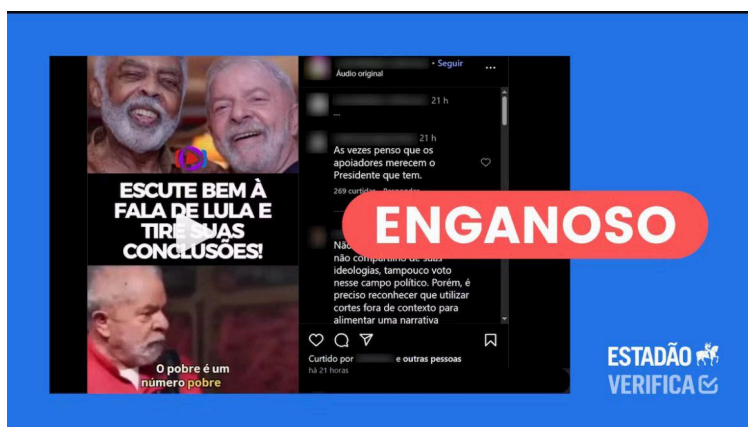 ESCUTE BEM À
FALA DE LULA E
TIRE SUAS
CONCLUSÕES!
O pobre é um
número pobre
• Seguir
...
Áudio original
21 h
...
21 h
As vezes penso que os
apoiadores merecem o
Presidente que tem.
269 curtidas
ENGANOSO
não compartilho de suas
ideologias, tampouco voto
nesse campo político. Porém, é
preciso reconhecer que utilizar
cortes fora de contexto para
alimentar uma narrativa
Curtido por e outras pessoas
há 21 horas
ESTADÃO
VERIFICA